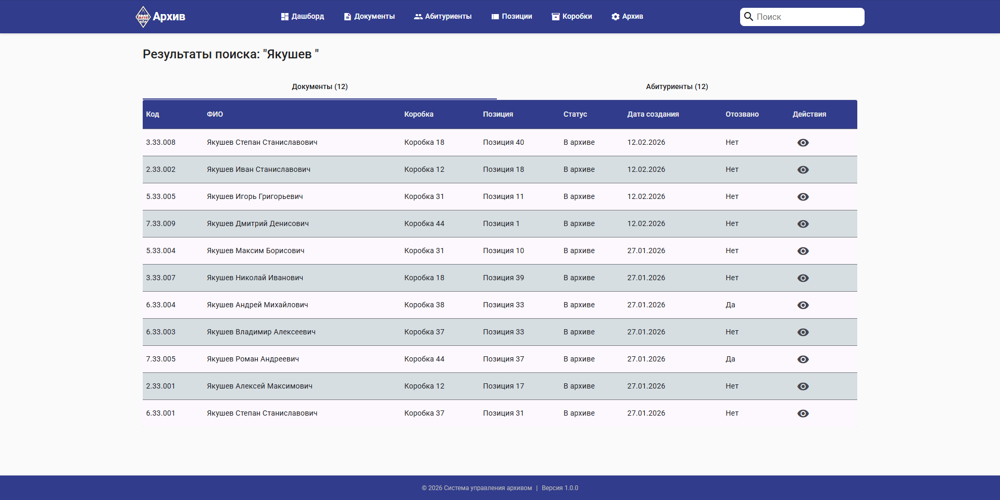 Архив
Дашборд Документы Абитуриенты Позиции Коробки Архив
Поиск
Результаты поиска: "Якушев "
Документы (12) Абитуриенты (12)
Код ФИО Коробка Позиция Статус Дата создания Отозвано Действия
3.33.008 Якушев Степан Станиславович Коробка 18 Позиция 40 В архиве 12.02.2026 Нет
2.33.002 Якушев Иван Станиславович Коробка 12 Позиция 18 В архиве 12.02.2026 Нет
5.33.005 Якушев Игорь Григорьевич Коробка 31 Позиция 11 В архиве 12.02.2026 Нет
7.33.009 Якушев Дмитрий Денисович Коробка 44 Позиция 1 В архиве 12.02.2026 Нет
5.33.004 Якушев Максим Борисович Коробка 31 Позиция 10 В архиве 27.01.2026 Нет
3.33.007 Якушев Николай Иванович Коробка 18 Позиция 39 В архиве 27.01.2026 Нет
6.33.004 Якушев Андрей Михайлович Коробка 38 Позиция 33 В архиве 27.01.2026 Да
6.33.003 Якушев Владимир Алексеевич Коробка 37 Позиция 33 В архиве 27.01.2026 Нет
7.33.005 Якушев Роман Андреевич Коробка 44 Позиция 37 В архиве 27.01.2026 Да
2.33.001 Якушев Алексей Максимович Коробка 12 Позиция 17 В архиве 27.01.2026 Нет
6.33.001 Якушев Степан Станиславович Коробка 37 Позиция 31 В архиве 27.01.2026 Нет
© 2026 Система управления архивом | Версия 1.0.0